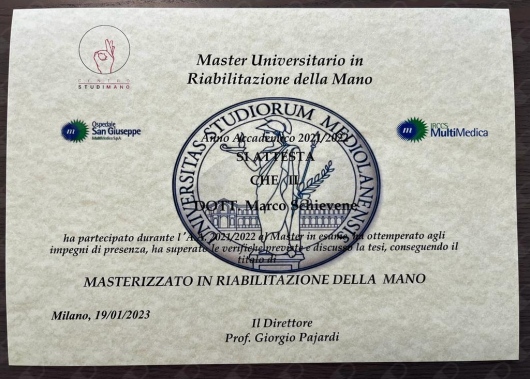 CENTRO
STUDIMANO
Master Universitario in
Riabilitazione della Mano
Ospedale
San Giuseppe
MultiMedica S.p.A.
IRCCS
MultiMedica
UNIVERSITAS STUDIORUM MEDIOLANENSIS
Anno Accademico 2021/2022
SI ATTESTA
CHE IL
DOTT. Marco Schievene
ha partecipato durante l'A.A. 2021/2022 al Master in esame, ha ottemperato agli
impegni di presenza, ha superato le verifiche previste e discusso la tesi, conseguendo il
titolo di
MASTERIZZATO IN RIABILITAZIONE DELLA MANO
Milano, 19/01/2023
Il Direttore
Prof. Giorgio Pajardi